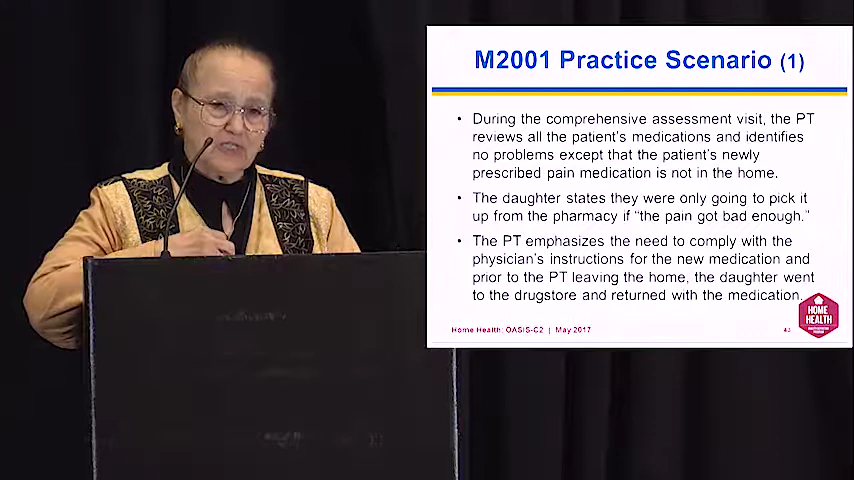 M2001 Practice Scenario (1)
• During the comprehensive assessment visit, the PT
reviews all the patient's medications and identifies
no problems except that the patient's newly
prescribed pain medication is not in the home.
• The daughter states they were only going to pick it
up from the pharmacy if "the pain got bad enough."
• The PT emphasizes the need to comply with the
physician's instructions for the new medication and
prior to the PT leaving the home, the daughter went
to the drugstore and returned with the medication.
HOME
HEALTH
Home Health: OASIS-C2 | May 2017